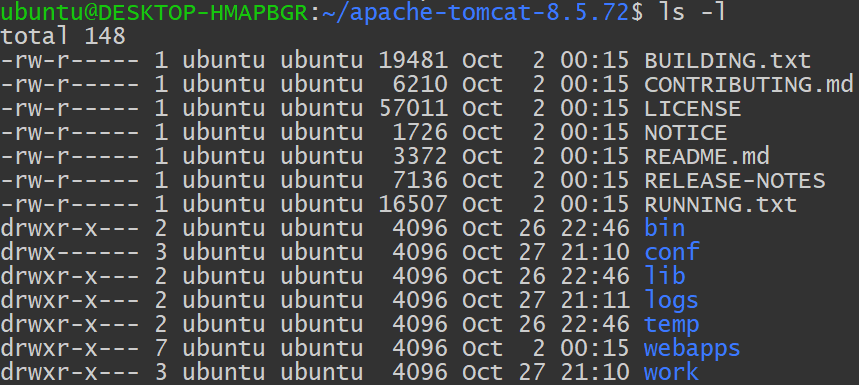 ubuntu@DESKTOP-HMAPBGR:~/apache-tomcat-8.5.72$ ls -l
total 148
-rw-r----- 1 ubuntu ubuntu 19481 Oct  2 00:15 BUILDING.txt
-rw-r----- 1 ubuntu ubuntu  6210 Oct  2 00:15 CONTRIBUTING.md
-rw-r----- 1 ubuntu ubuntu 57011 Oct  2 00:15 LICENSE
-rw-r----- 1 ubuntu ubuntu  1726 Oct  2 00:15 NOTICE
-rw-r----- 1 ubuntu ubuntu  3372 Oct  2 00:15 README.md
-rw-r----- 1 ubuntu ubuntu  7136 Oct  2 00:15 RELEASE-NOTES
-rw-r----- 1 ubuntu ubuntu 16507 Oct  2 00:15 RUNNING.txt
drwxr-x--- 2 ubuntu ubuntu  4096 Oct 26 22:46 bin
drwx------ 3 ubuntu ubuntu  4096 Oct 27 21:10 conf
drwxr-x--- 2 ubuntu ubuntu  4096 Oct 26 22:46 lib
drwxr-x--- 2 ubuntu ubuntu  4096 Oct 27 21:11 logs
drwxr-x--- 2 ubuntu ubuntu  4096 Oct 26 22:46 temp
drwxr-x--- 7 ubuntu ubuntu  4096 Oct  2 00:15 webapps
drwxr-x--- 3 ubuntu ubuntu  4096 Oct 27 21:10 work